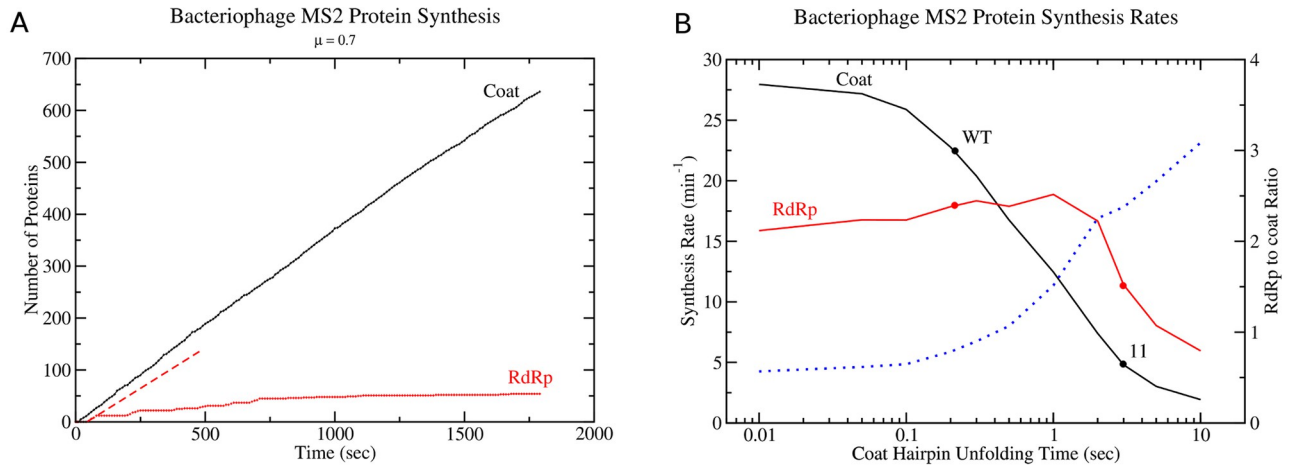 A
Bacteriophage MS2 Protein Synthesis
μ = 0.7
Number of Proteins
700
600
500
400
300
200
100
0
Coat
RdRp
0 500 1000 1500 2000
Time (sec)
B
Bacteriophage MS2 Protein Synthesis Rates
Synthesis Rate (min⁻¹)
30
25
20
15
10
5
0
Coat
WT
RdRp
11
4
3
2
1
0
RdRp to coat Ratio
0.01 0.1 1 10
Coat Hairpin Unfolding Time (sec)